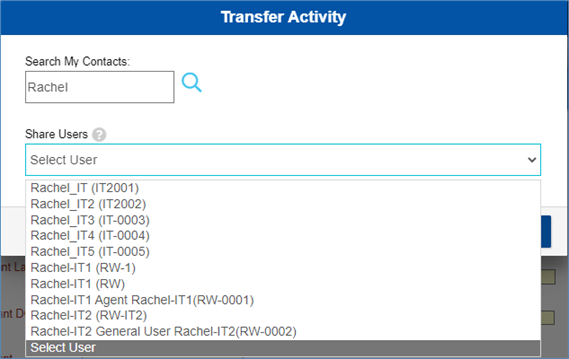 Transfer Activity
Search My Contacts:
Rachel
Share Users ?
Select User
Rachel_IT (IT2001)
Rachel_IT2 (IT2002)
Rachel_IT3 (IT-0003)
Rachel_IT4 (IT-0004)
Rachel_IT5 (IT-0005)
Rachel-IT1 (RW-1)
Rachel-IT1 (RW)
Rachel-IT1 Agent Rachel-IT1(RW-0001)
Rachel-IT2 (RW-IT2)
Rachel-IT2 General User Rachel-IT2(RW-0002)
Select User